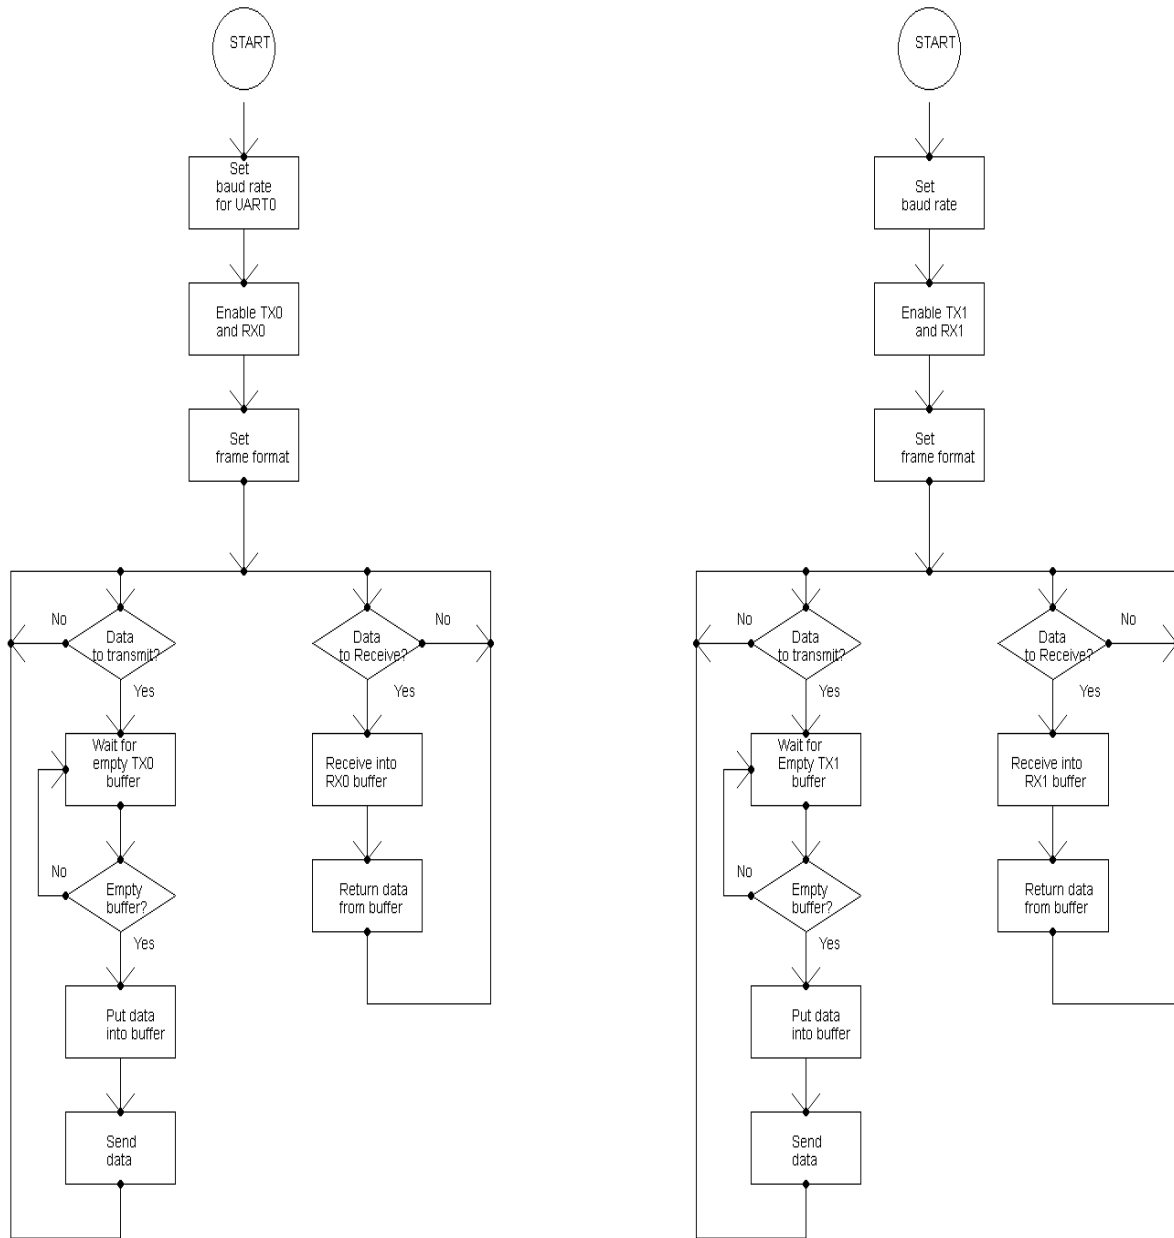 START
Set
baud rate
for UART0
Enable TX0
and RX0
Set
frame format
No
Data
to transmit?
Yes
Wait for
empty TX0
buffer
No
Empty
buffer?
Yes
Put data
into buffer
Send
data
Data
to Receive?
No
Yes
Receive into
RX0 buffer
Return data
from buffer
START
Set
baud rate
Enable TX1
and RX1
Set
frame format
No
Data
to transmit?
Yes
Wait for
Empty TX1
buffer
No
Empty
buffer?
Yes
Put data
into buffer
Send
data
Data
to Receive?
No
Yes
Receive into
RX1 buffer
Return data
from buffer